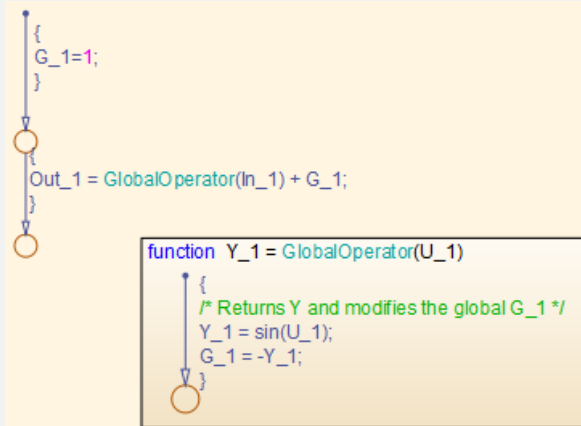 {
G_1=1;
}
{
Out_1 = GlobalOperator(In_1) + G_1;
}
function Y_1 = GlobalOperator(U_1)
{
/* Returns Y and modifies the global G_1 */
Y_1 = sin(U_1);
G_1 = -Y_1;
}